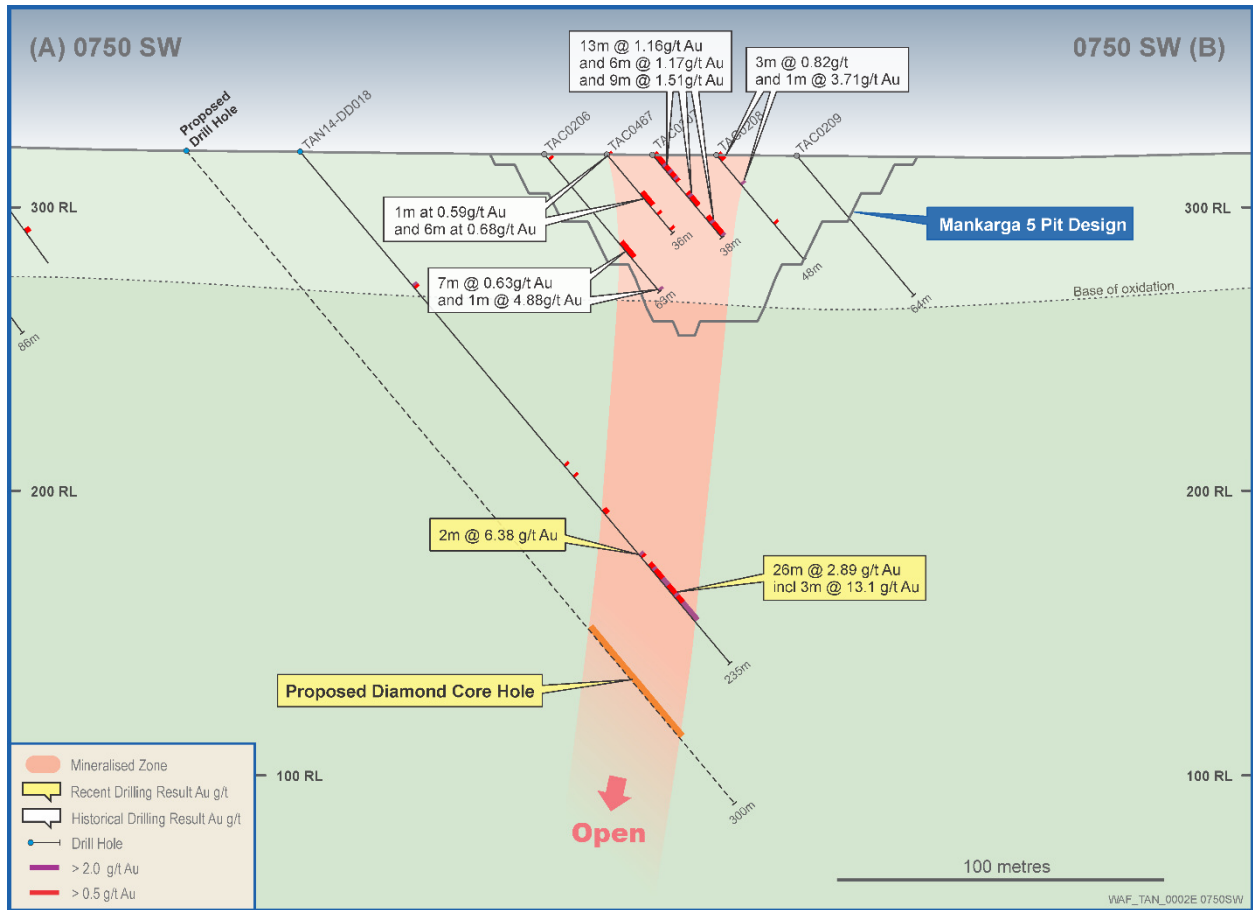 (A) 0750 SW
0750 SW (B)
13m @ 1.16g/t Au
and 6m @ 1.17g/t Au
and 9m @ 1.51g/t Au
3m @ 0.82g/t
and 1m @ 3.71g/t Au
Proposed
Drill Hole
TAN14-DD018
TAC0206
TAC0467
TAC0207
TAC0208
TAC0209
300 RL
300 RL
1m at 0.59g/t Au
and 6m at 0.68g/t Au
Mankarga 5 Pit Design
36m
38m
48m
7m @ 0.63g/t Au
and 1m @ 4.88g/t Au
63m
64m
Base of oxidation
86m
200 RL
200 RL
2m @ 6.38 g/t Au
26m @ 2.89 g/t Au
incl 3m @ 13.1 g/t Au
235m
Proposed Diamond Core Hole
100 RL
100 RL
300m
Open
Mineralised Zone
Recent Drilling Result Au g/t
Historical Drilling Result Au g/t
Drill Hole
> 2.0 g/t Au
> 0.5 g/t Au
100 metres
WAF_TAN_0002E 0750SW